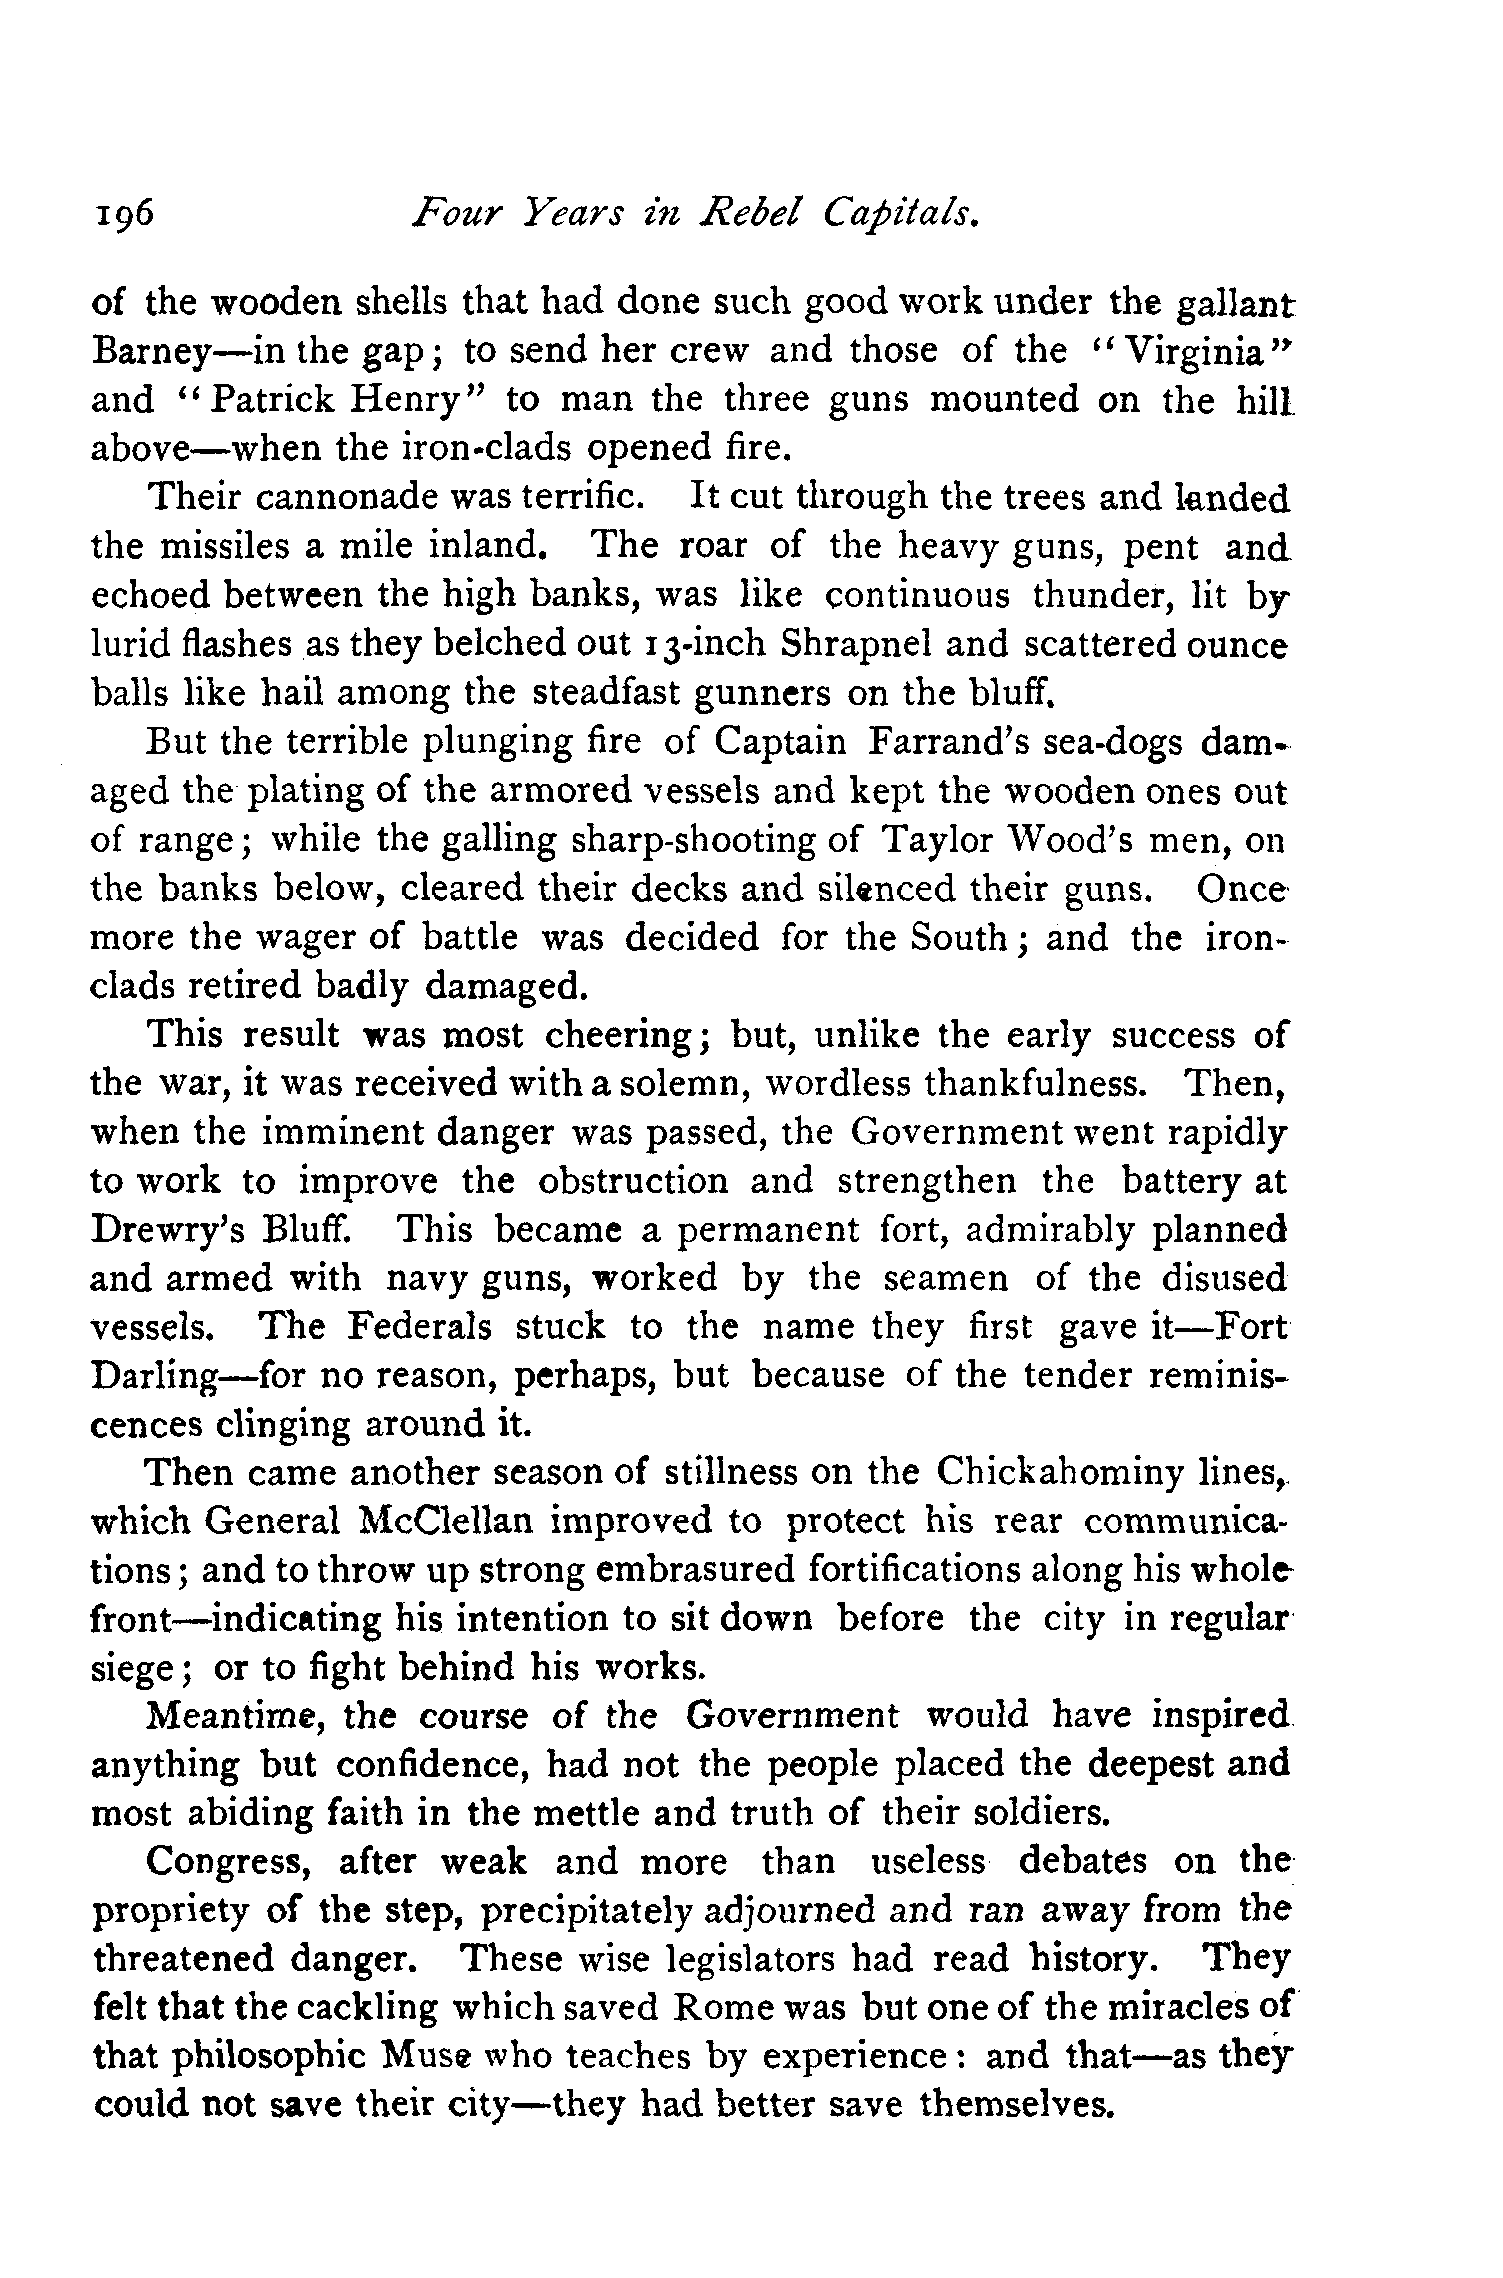 196 Four Years in Rebel Capitals.
of the wooden shells that had done such good work under the gallant
Barney—in the gap; to send her crew and those of the "Virginia"
and "Patrick Henry" to man the three guns mounted on the hill
above—when the iron-clads opened fire.
Their cannonade was terrific. It cut through the trees and landed
the missiles a mile inland. The roar of the heavy guns, pent and
echoed between the high banks, was like continuous thunder, lit by
lurid flashes as they belched out 13-inch Shrapnel and scattered ounce
balls like hail among the steadfast gunners on the bluff.
But the terrible plunging fire of Captain Farrand's sea-dogs dam-
aged the plating of the armored vessels and kept the wooden ones out
of range; while the galling sharp-shooting of Taylor Wood's men, on
the banks below, cleared their decks and silenced their guns. Once
more the wager of battle was decided for the South; and the iron-
clads retired badly damaged.
This result was most cheering; but, unlike the early success of
the war, it was received with a solemn, wordless thankfulness. Then,
when the imminent danger was passed, the Government went rapidly
to work to improve the obstruction and strengthen the battery at
Drewry's Bluff. This became a permanent fort, admirably planned
and armed with navy guns, worked by the seamen of the disused
vessels. The Federals stuck to the name they first gave it—Fort
Darling—for no reason, perhaps, but because of the tender reminis-
cences clinging around it.
Then came another season of stillness on the Chickahominy lines,
which General McClellan improved to protect his rear communica-
tions; and to throw up strong embrasured fortifications along his whole
front—indicating his intention to sit down before the city in regular
siege; or to fight behind his works.
Meantime, the course of the Government would have inspired
anything but confidence, had not the people placed the deepest and
most abiding faith in the mettle and truth of their soldiers.
Congress, after weak and more than useless debates on the
propriety of the step, precipitately adjourned and ran away from the
threatened danger. These wise legislators had read history. They
felt that the cackling which saved Rome was but one of the miracles of
that philosophic Muse who teaches by experience: and that—as they
could not save their city—they had better save themselves.